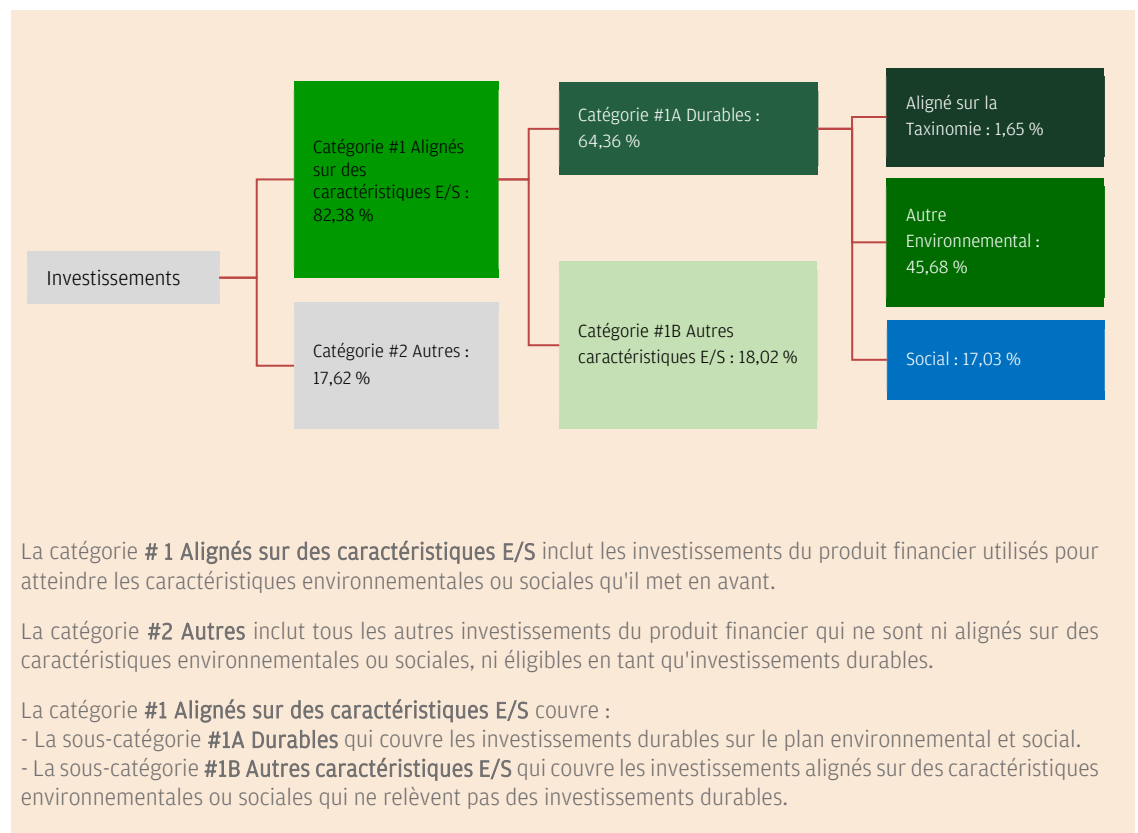 Investissements
Catégorie #1 Alignés
sur des
caractéristiques E/S :
82,38 %
Catégorie #2 Autres :
17,62 %
Catégorie #1A Durables :
64,36 %
Catégorie #1B Autres
caractéristiques E/S : 18,02 %
Aligné sur la
Taxinomie : 1,65 %
Autre
Environnemental :
45,68 %
Social : 17,03 %
La catégorie # 1 Alignés sur des caractéristiques E/S inclut les investissements du produit financier utilisés pour
atteindre les caractéristiques environnementales ou sociales qu'il met en avant.
La catégorie #2 Autres inclut tous les autres investissements du produit financier qui ne sont ni alignés sur des
caractéristiques environnementales ou sociales, ni éligibles en tant qu'investissements durables.
La catégorie #1 Alignés sur des caractéristiques E/S couvre :
- La sous-catégorie #1A Durables qui couvre les investissements durables sur le plan environnemental et social.
- La sous-catégorie #1B Autres caractéristiques E/S qui couvre les investissements alignés sur des caractéristiques
environnementales ou sociales qui ne relèvent pas des investissements durables.